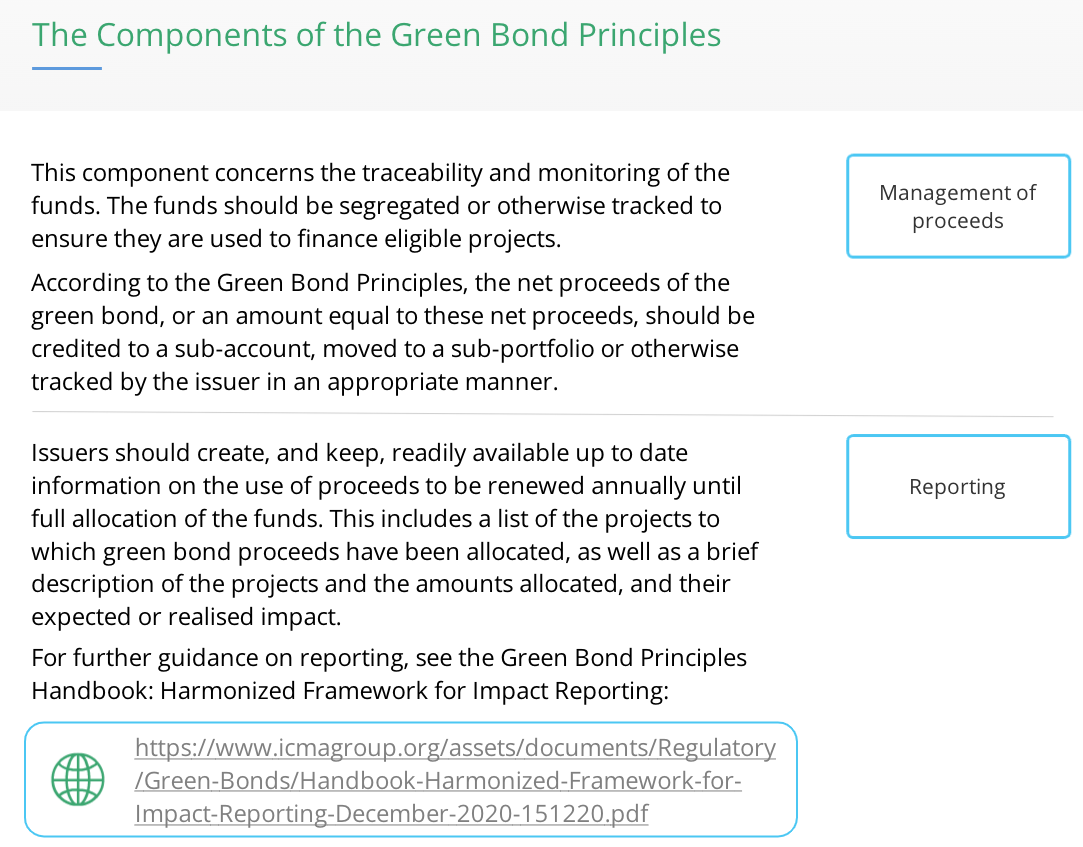 The Components of the Green Bond Principles
This component concerns the traceability and monitoring of the
funds. The funds should be segregated or otherwise tracked to
ensure they are used to finance eligible projects.
According to the Green Bond Principles, the net proceeds of the
green bond, or an amount equal to these net proceeds, should be
credited to a sub-account, moved to a sub-portfolio or otherwise
tracked by the issuer in an appropriate manner.
Management of
proceeds
Issuers should create, and keep, readily available up to date
information on the use of proceeds to be renewed annually until
full allocation of the funds. This includes a list of the projects to
which green bond proceeds have been allocated, as well as a brief
description of the projects and the amounts allocated, and their
expected or realised impact.
For further guidance on reporting, see the Green Bond Principles
Handbook: Harmonized Framework for Impact Reporting:
Reporting
https://www.icmagroup.org/assets/documents/Regulatory
/Green-Bonds/Handbook-Harmonized-Framework-for-
Impact-Reporting-December-2020-151220.pdf